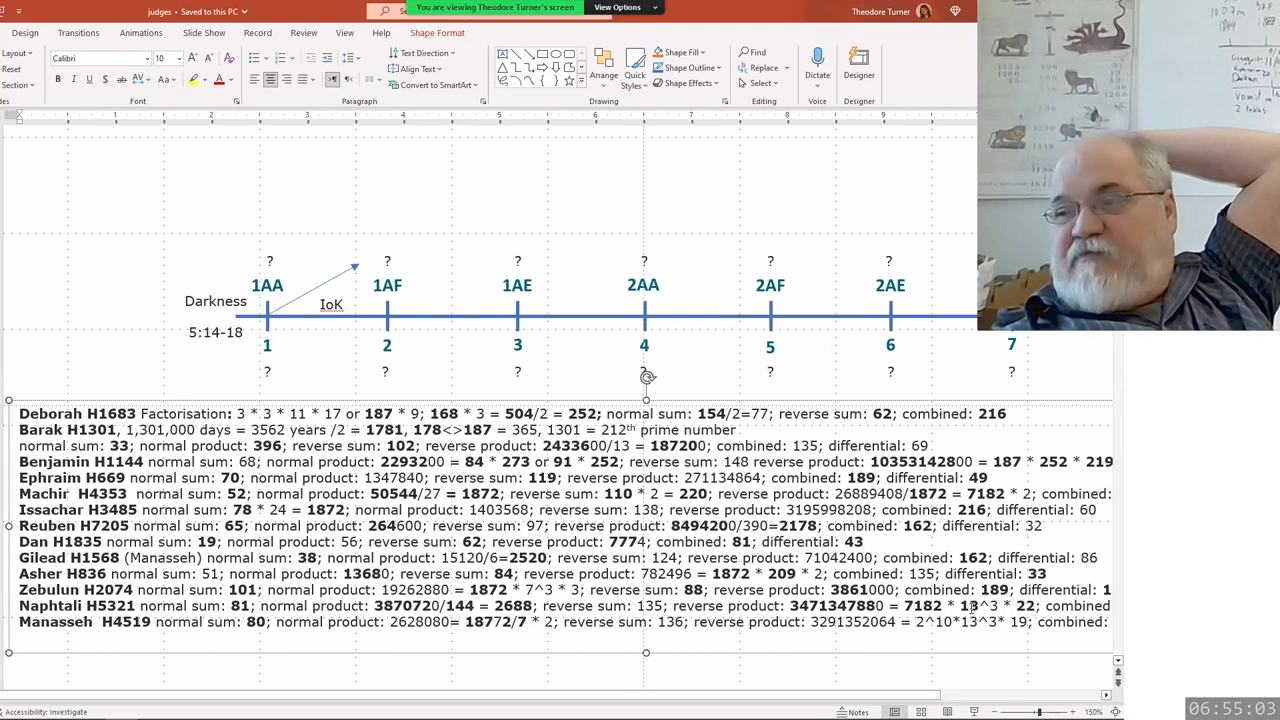 judges • Saved to this PC
You are viewing Theodore Turner's screen
View Options
Theodore Turner
Design Transitions Animations Slide Show Record Review View Help Shape Format
Layout
Reset
Section
Calibri 10
Font
Text Direction
Align Text
Convert to SmartArt
Paragraph
Arrange
Quick Styles
Shape Fill
Shape Outline
Shape Effects
Drawing
Find
Replace
Select
Editing
Dictate
Voice
Designer
Designer
1 2 3 4 5 6 7 8 9
? ? ? ? ? ?
1AA 1AF 1AE 2AA 2AF 2AE
Darkness
IoK
5:14-18
1 2 3 4 5 6 7
? ? ? ? ? ?
Deborah H1683 Factorisation: 3 * 3 * 11 * 17 or 187 * 9; 168 * 3 = 504/2 = 252; normal sum: 154/2=77; reverse sum: 62; combined: 216
Barak H1301, 1,301,000 days = 3562 years /2 = 1781, 178<>187 = 365, 1301 = 212th prime number
normal sum: 33; normal product: 396; reverse sum: 102; reverse product: 2433600/13 = 187200; combined: 135; differential: 69
Benjamin H1144 normal sum: 68; normal product: 2293200 = 84 * 273 or 91 * 252; reverse sum: 148 reverse product: 10353142800 = 187 * 252 * 219
Ephraim H669 normal sum: 70; normal product: 1347840; reverse sum: 119; reverse product: 271134864; combined: 189; differential: 49
Machir H4353 normal sum: 52; normal product: 50544/27 = 1872; reverse sum: 110 * 2 = 220; reverse product: 26889408/1872 = 7182 * 2; combined:
Issachar H3485 normal sum: 78 * 24 = 1872; normal product: 1403568; reverse sum: 138; reverse product: 3195998208; combined: 216; differential: 60
Reuben H7205 normal sum: 65; normal product: 264600; reverse sum: 97; reverse product: 8494200/390=2178; combined: 162; differential: 32
Dan H1835 normal sum: 19; normal product: 56; reverse sum: 62; reverse product: 7774; combined: 81; differential: 43
Gilead H1568 (Manasseh) normal sum: 38; normal product: 15120/6=2520; reverse sum: 124; reverse product: 71042400; combined: 162; differential: 86
Asher H836 normal sum: 51; normal product: 13680; reverse sum: 84; reverse product: 782496 = 1872 * 209 * 2; combined: 135; differential: 33
Zebulun H2074 normal sum: 101; normal product: 19262880 = 1872 * 7^3 * 3; reverse sum: 88; reverse product: 3861000; combined: 189; differential: 1
Naphtali H5321 normal sum: 81; normal product: 3870720/144 = 2688; reverse sum: 135; reverse product: 3471347880 = 7182 * 13^3 * 22; combined
Manasseh H4519 normal sum: 80; normal product: 2628080= 18772/7 * 2; reverse sum: 136; reverse product: 3291352064 = 2^10*13^3* 19; combined:
Accessibility: Investigate
Notes
150%
06:55:03